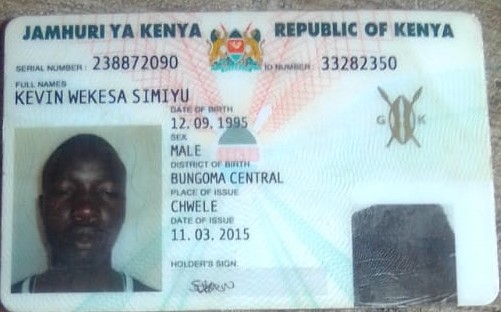 JAMHURI YA KENYA REPUBLIC OF KENYA
SERIAL NUMBER: 238872090 ID NUMBER: 33282350
FULL NAMES
KEVIN WEKESA SIMIYU
DATE OF BIRTH
12. 09. 1995
SEX
MALE
DISTRICT OF BIRTH
BUNGOMA CENTRAL
PLACE OF ISSUE
CHWELE
DATE OF ISSUE
11. 03. 2015
HOLDER'S SIGN.
G K